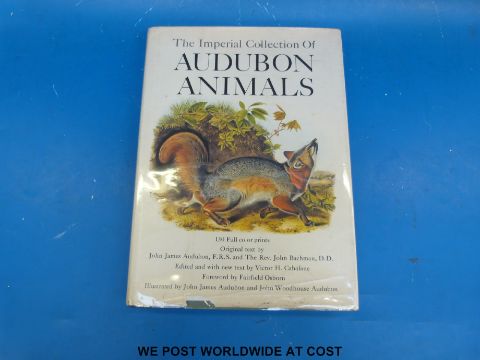 The Imperial Collection Of
AUDUBON
ANIMALS
150 Full color prints
Original text by
John James Audubon, F.R.S. and The Rev. John Bachman, D.D.
Edited and with new text by Victor H. Cahalane
Foreword by Fairfield Osborn
Illustrated by John James Audubon and John Woodhouse Audubon
WE POST WORLDWIDE AT COST